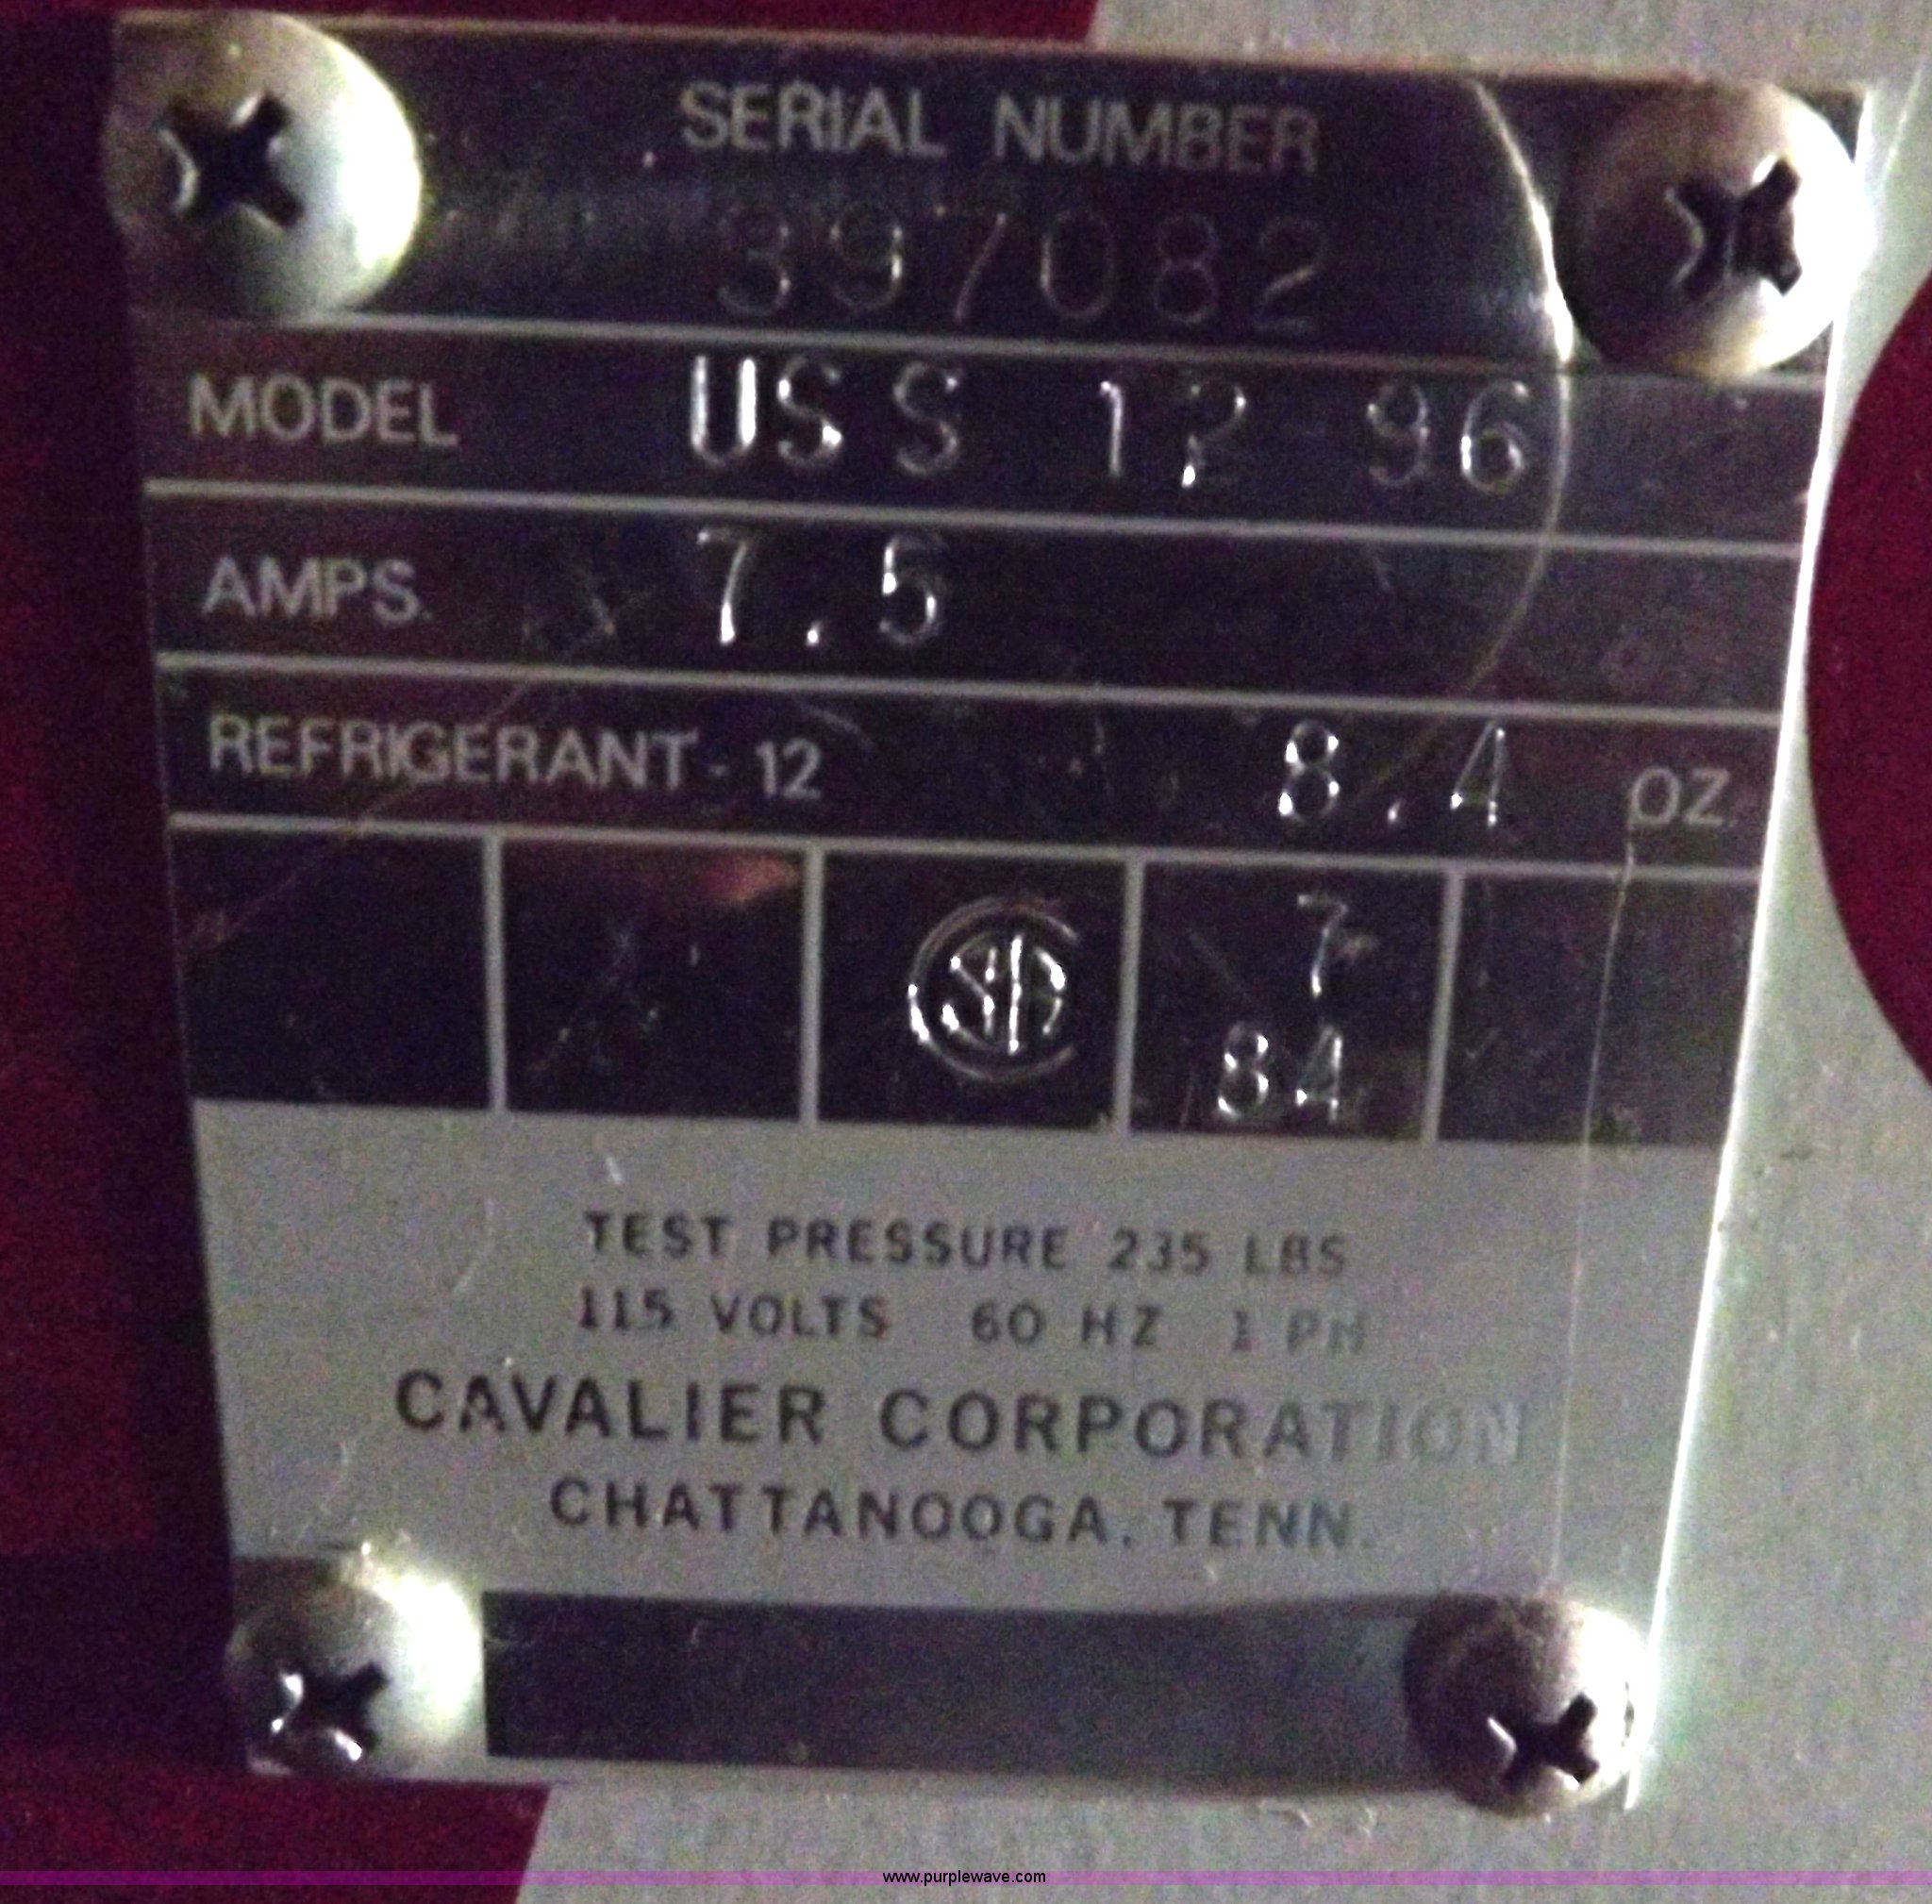 SERIAL NUMBER
397082
MODEL USS 12 96
AMPS. 7.5
REFRIGERANT - 12 8.4 OZ.
SA
7
84
TEST PRESSURE 235 LBS
115 VOLTS 60 HZ 1 PH
CAVALIER CORPORATION
CHATTANOOGA, TENN.
www.purplewave.com